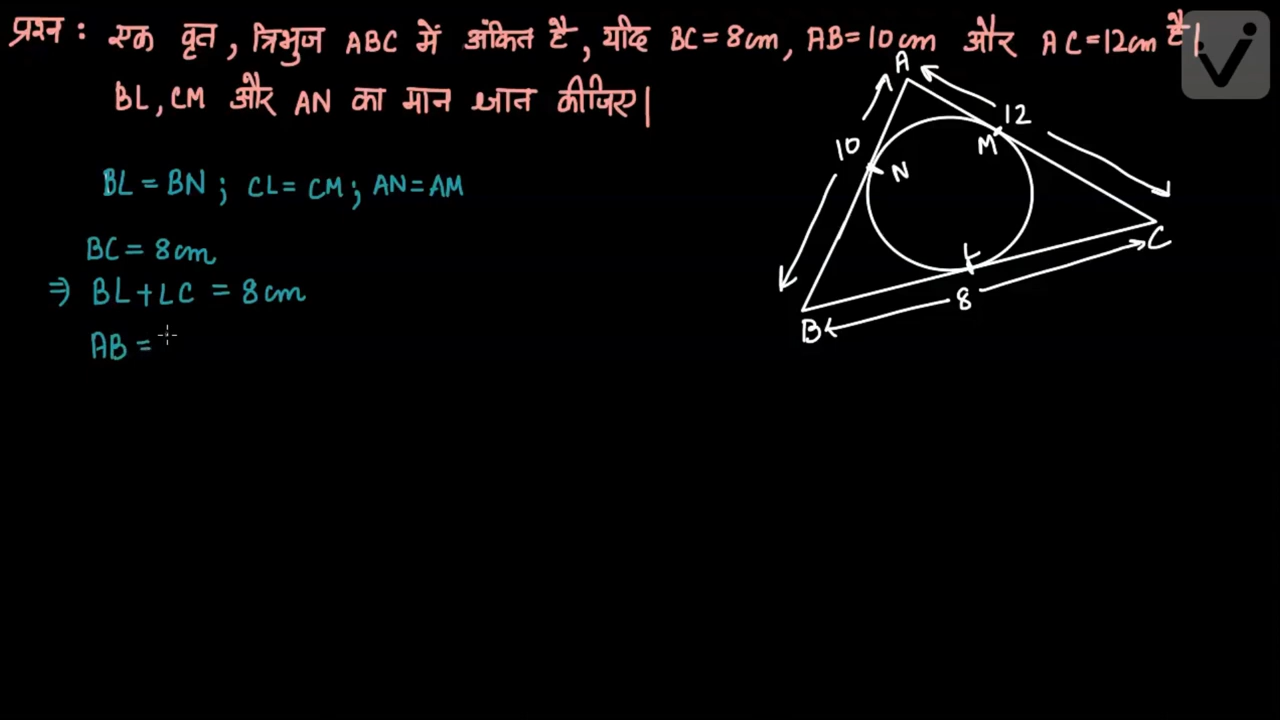 प्रश्न : एक वृत्त, त्रिभुज ABC में अंकित है, यदि BC = 8cm, AB = 10cm और AC = 12cm है।
BL, CM और AN का मान ज्ञात कीजिए।
BL = BN ; CL = CM ; AN = AM
BC = 8cm
⇒ BL + LC = 8cm
AB =
A
12
10
M
N
C
L
8
B